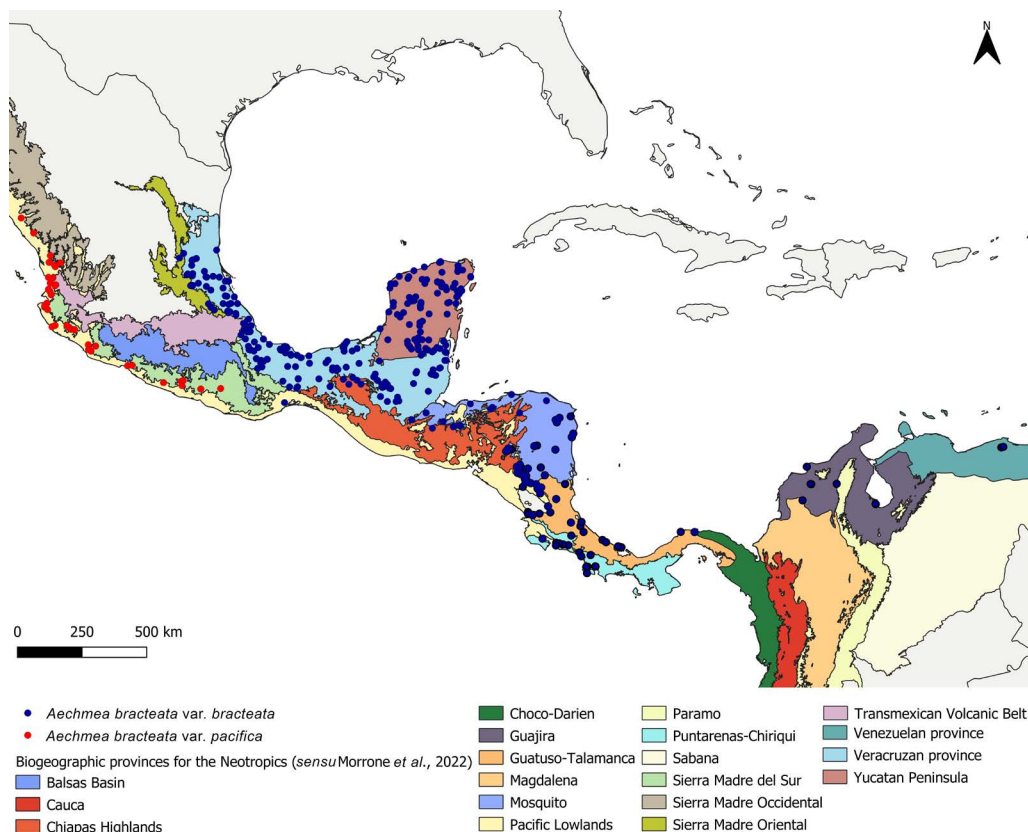 N
0 250 500 km
Aechmea bracteata var. bracteata
Aechmea bracteata var. pacifica
Biogeographic provinces for the Neotropics (sensu Morrone et al., 2022)
Balsas Basin
Cauca
Chiapas Highlands
Choco-Darien
Guajira
Guatuso-Talamanca
Magdalena
Mosquito
Pacific Lowlands
Paramo
Puntarenas-Chiriqui
Sabana
Sierra Madre del Sur
Sierra Madre Occidental
Sierra Madre Oriental
Transmexican Volcanic Belt
Venezuelan province
Veracruzan province
Yucatan Peninsula